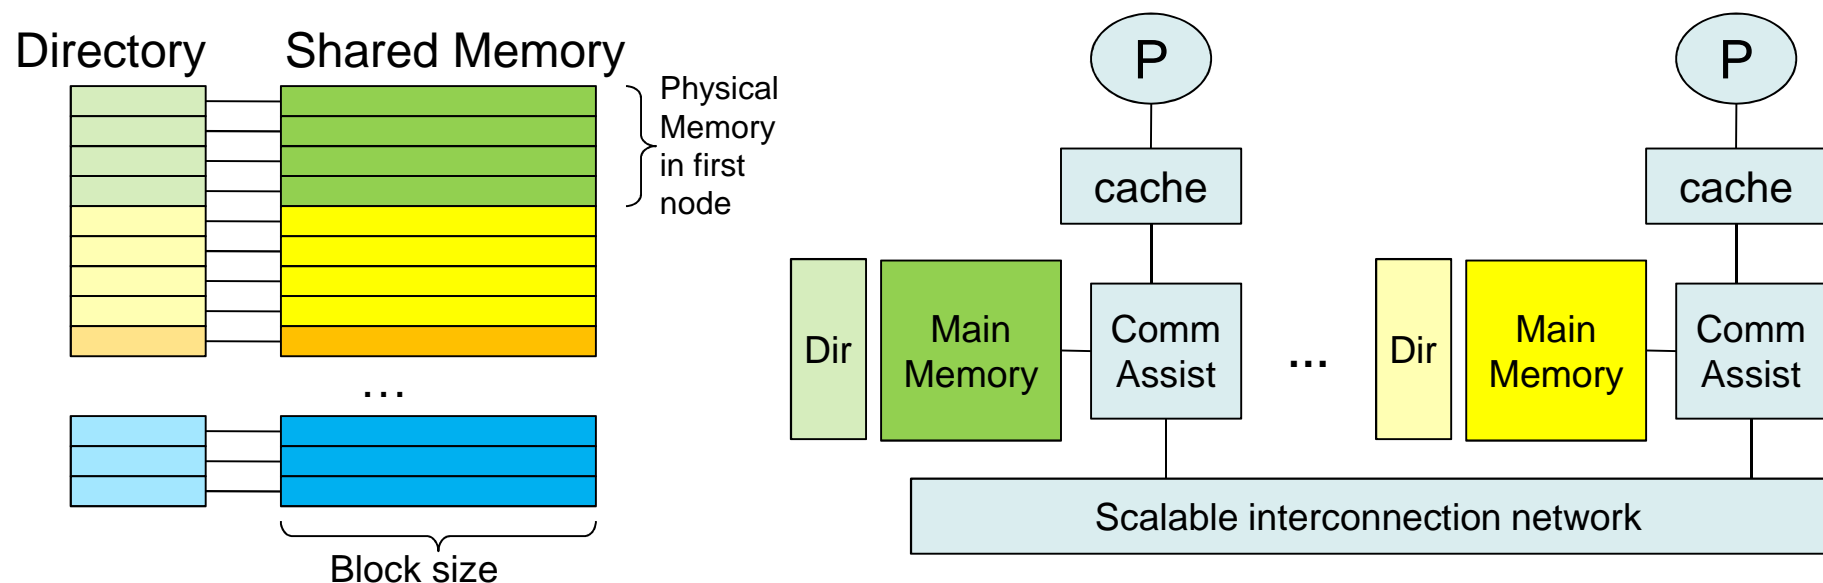 Directory
Shared Memory
Physical
Memory
in first
node
...
Block size
P
cache
Dir
Main
Memory
Comm
Assist
...
P
cache
Dir
Main
Memory
Comm
Assist
Scalable interconnection network